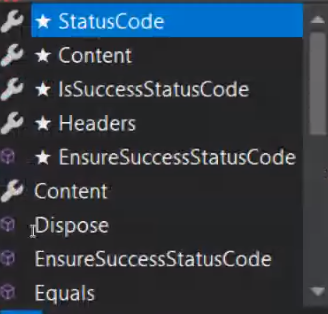 ★ StatusCode
★ Content
★ IsSuccessStatusCode
★ Headers
★ EnsureSuccessStatusCode
Content
Dispose
EnsureSuccessStatusCode
Equals